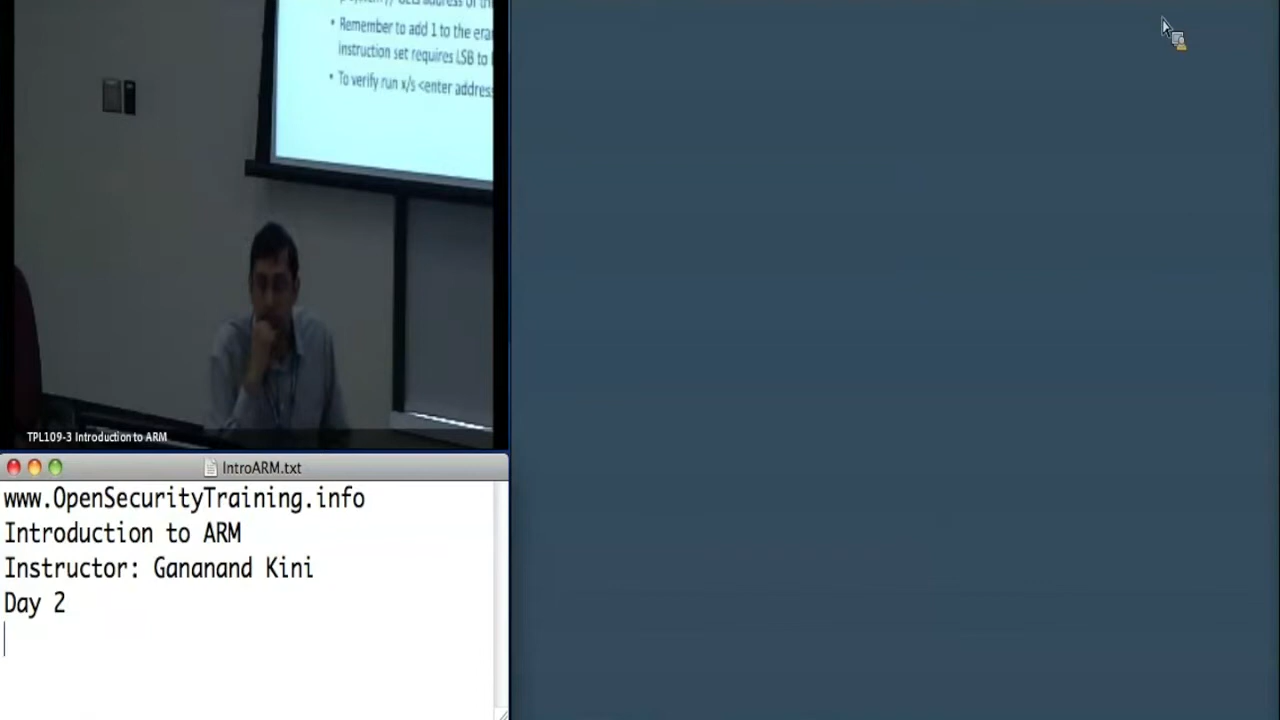 • Remember to add 1 to the
instruction set requires LSB to
• To verify run x/s <enter address
TPL109-3 Introduction to ARM
IntroARM.txt
www.OpenSecurityTraining.info
Introduction to ARM
Instructor: Gananand Kini
Day 2